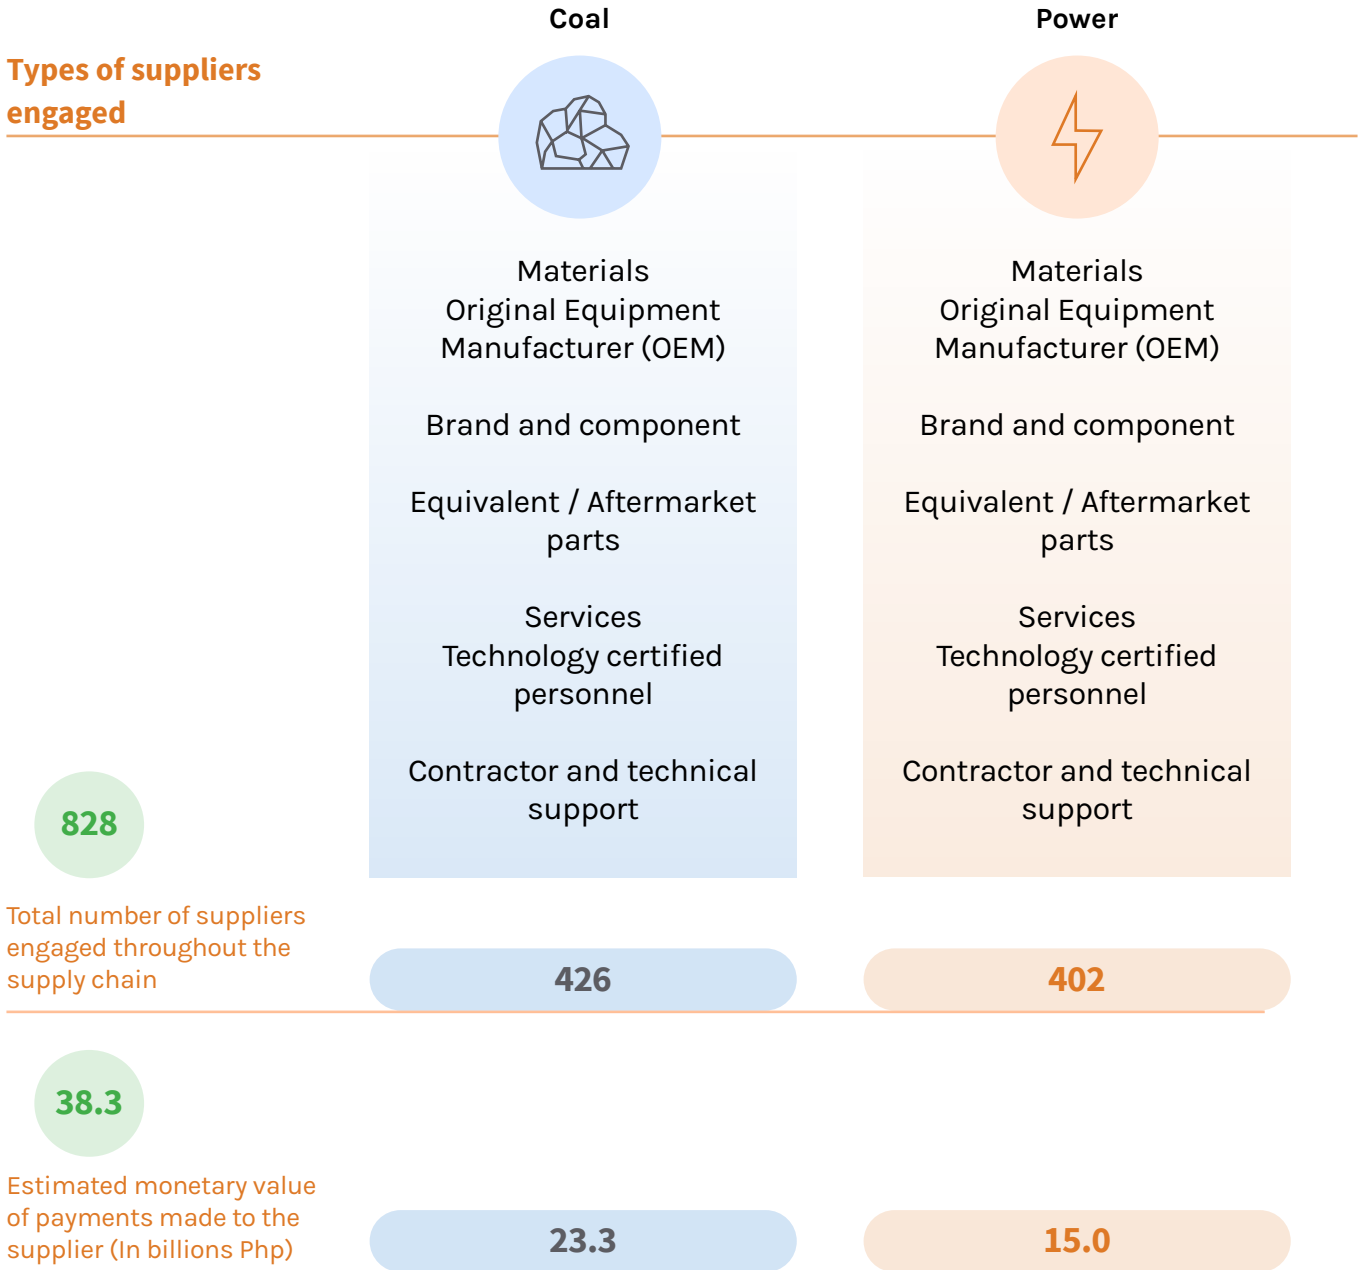 Coal
Power
Types of suppliers
engaged
Materials
Original Equipment
Manufacturer (OEM)
Brand and component
Equivalent / Aftermarket
parts
Services
Technology certified
personnel
Contractor and technical
support
Materials
Original Equipment
Manufacturer (OEM)
Brand and component
Equivalent / Aftermarket
parts
Services
Technology certified
personnel
Contractor and technical
support
828
Total number of suppliers
engaged throughout the
supply chain
426
402
38.3
Estimated monetary value
of payments made to the
supplier (In billions Php)
23.3
15.0